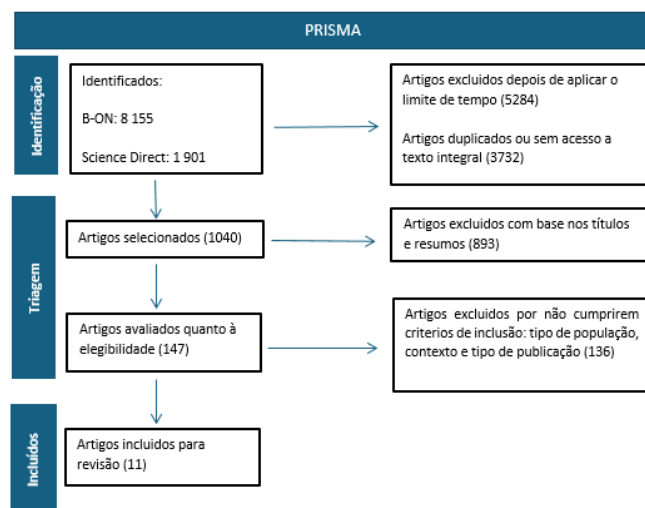 PRISMA
Identificação
Identificados:
B-ON: 8 155
Science Direct: 1 901
Artigos excluidos depois de aplicar o
limite de tempo (5284)
Artigos duplicados ou sem acesso a
texto integral (3732)
Triagem
Artigos selecionados (1040)
Artigos excluidos com base nos títulos
e resumos (893)
Artigos avaliados quanto à
elegibilidade (147)
Artigos excluidos por não cumprirem
criterios de inclusão: tipo de população,
contexto e tipo de publicação (136)
Incluídos
Artigos incluidos para
revisão (11)